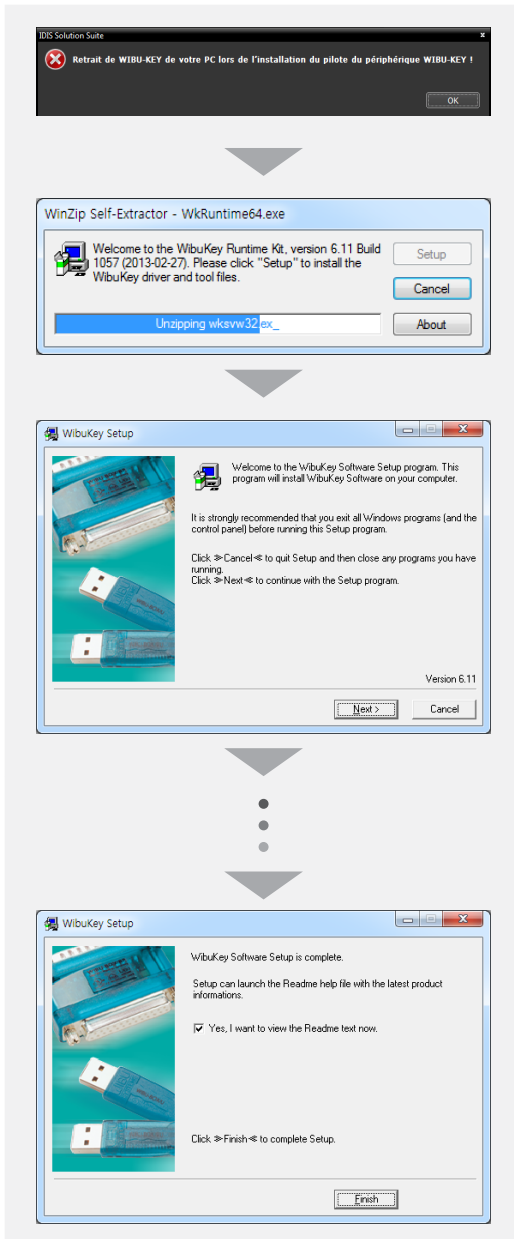 IDIS Solution Suite
x
Retrait de WIBU-KEY de votre PC lors de l'installation du pilote du périphérique WIBU-KEY !
OK
WinZip Self-Extractor - WkRuntime64.exe
Welcome to the WibuKey Runtime Kit, version 6.11 Build
1057 (2013-02-27). Please click "Setup" to install the
WibuKey driver and tool files.
Setup
Cancel
Unzipping wksvw32.ex_
About
WibuKey Setup
Welcome to the WibuKey Software Setup program. This
program will install WibuKey Software on your computer.
It is strongly recommended that you exit all Windows programs (and the
control panel) before running this Setup program.
Click ≫Cancel≪ to quit Setup and then close any programs you have
running.
Click ≫Next≪ to continue with the Setup program.
Version 6.11
Next >
Cancel
WibuKey Setup
WibuKey Software Setup is complete.
Setup can launch the Readme help file with the latest product
informations.
Yes, I want to view the Readme text now.
Click ≫Finish≪ to complete Setup.
Finish